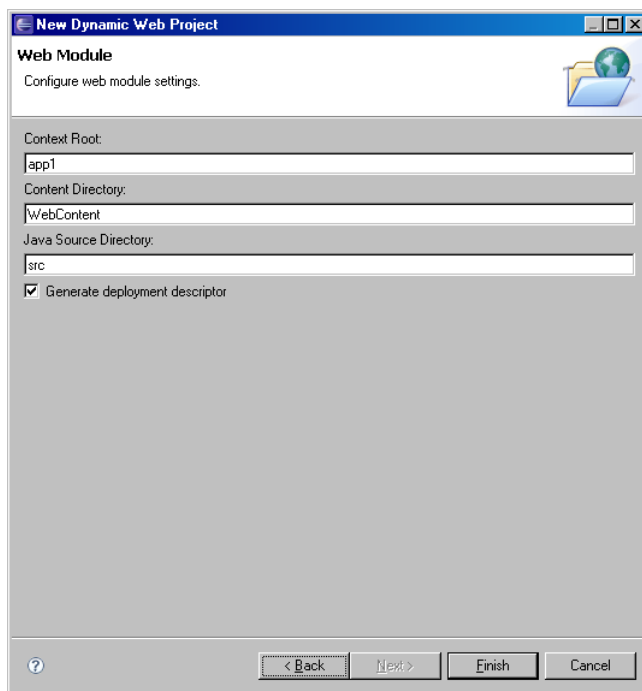 New Dynamic Web Project
Web Module
Configure web module settings.
Context Root:
app1
Content Directory:
WebContent
Java Source Directory:
src
Generate deployment descriptor
? < Back Next > Finish Cancel